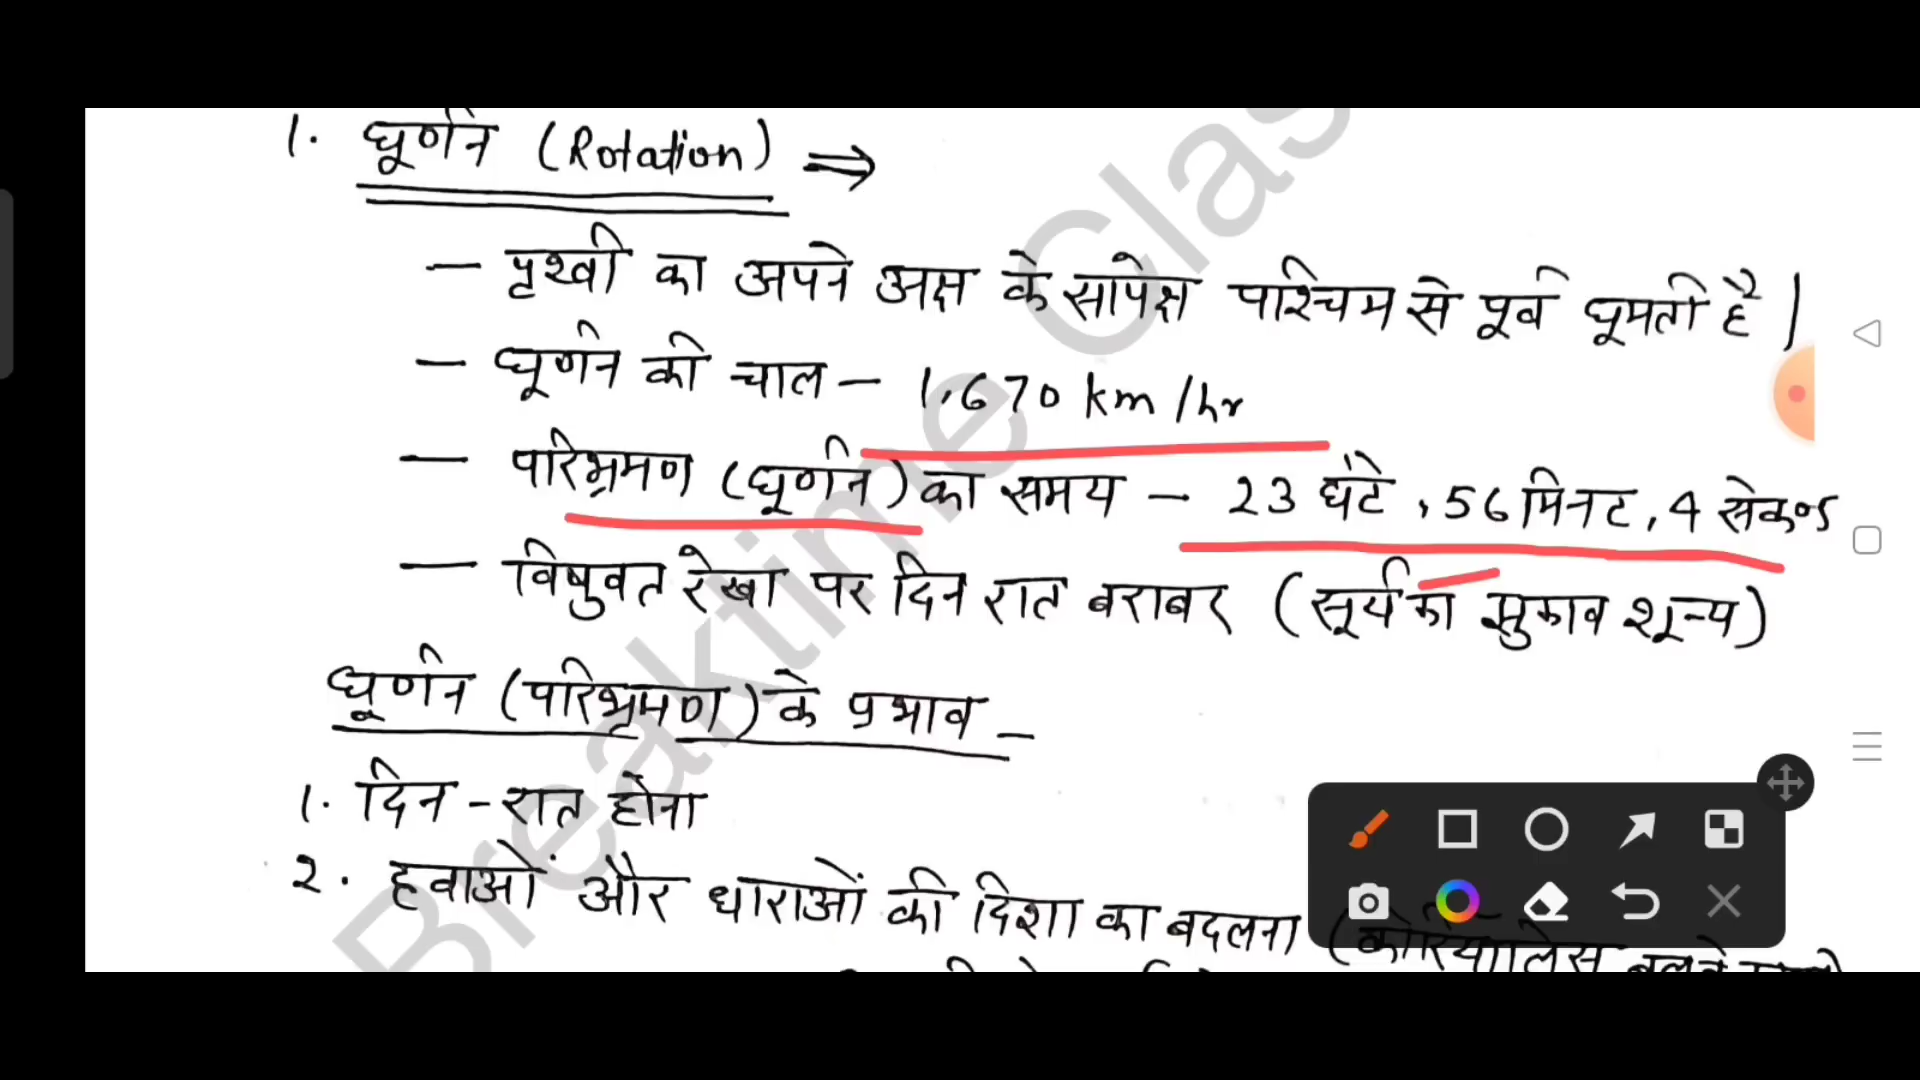 1. घूर्णन (Rotation) ⇒
— पृथ्वी का अपने अक्ष के सापेक्ष पश्चिम से पूर्व घूमती है |
— घूर्णन की चाल — 1,670 km/hr
— परिभ्रमण (घूर्णन) का समय — 23 घंटे, 56 मिनट, 4 सेकण्ड
— विषुवत रेखा पर दिन रात बराबर (सूर्य का झुकाव शून्य)
घूर्णन (परिभ्रमण) के प्रभाव –
1. दिन - रात होना
2. हवाओं और धाराओं की दिशा का बदलना (कोरियालिस
Breaktime Clas